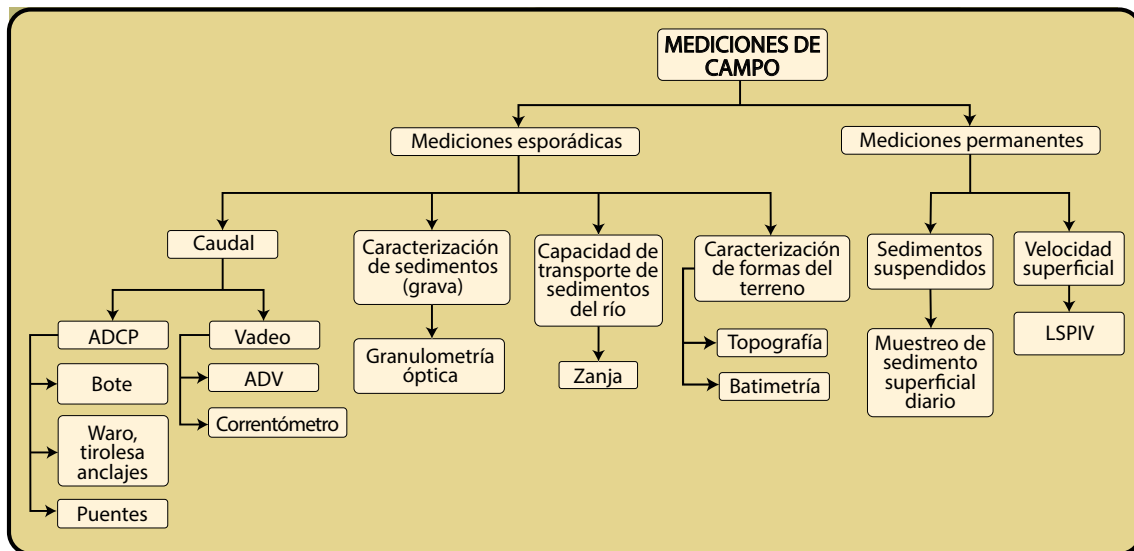 MEDICIONES DE
CAMPO
Mediciones esporádicas
Mediciones permanentes
Caudal
Caracterización
de sedimentos
(grava)
Capacidad de
transporte de
sedimentos
del río
Caracterización
de formas del
terreno
Sedimentos
suspendidos
Velocidad
superficial
ADCP
Vadeo
Granulometría
óptica
Zanja
Topografía
Batimetría
Muestreo de
sedimento
superficial
diario
LSPIV
Bote
ADV
Waro,
tirolesa
anclajes
Correntómetro
Puentes